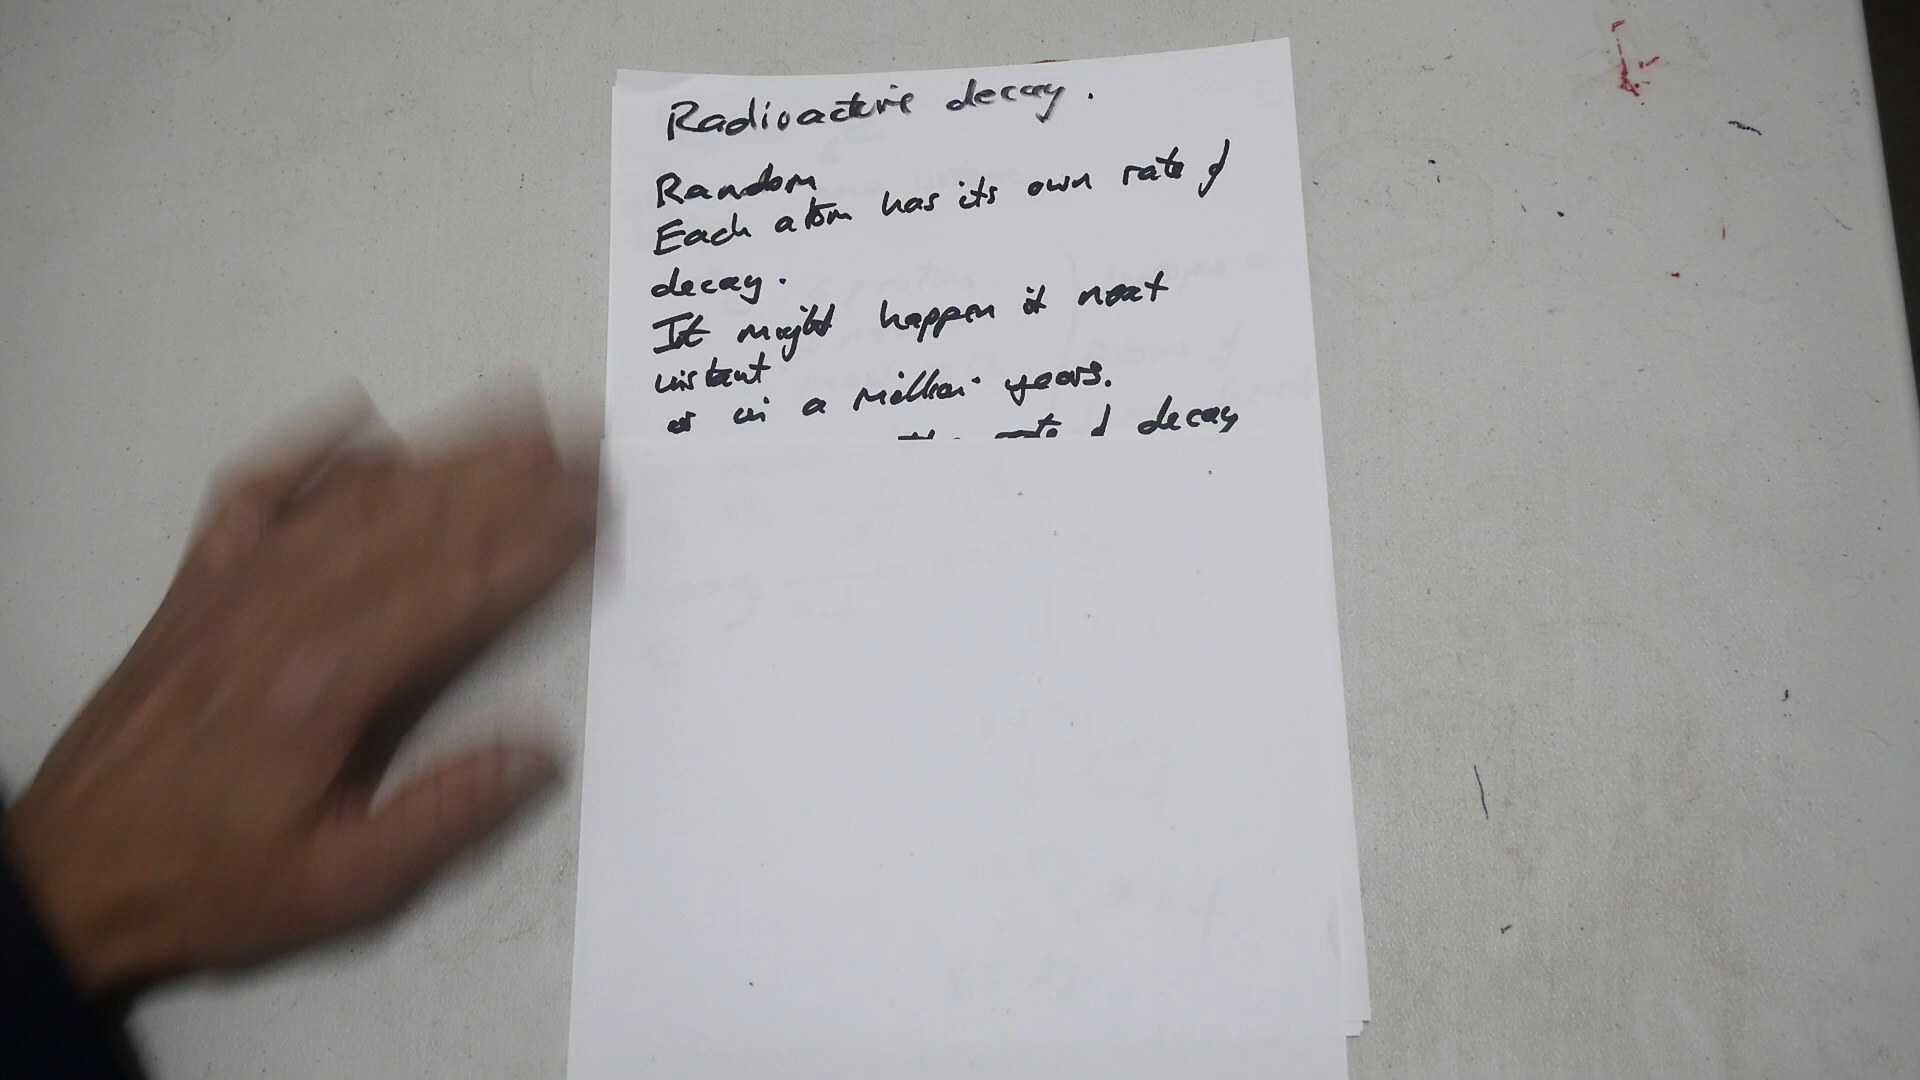 Radioactive decay.
Random
Each atom has its own rate of
decay.
It might happen it next
instant
or in a million years.
decay